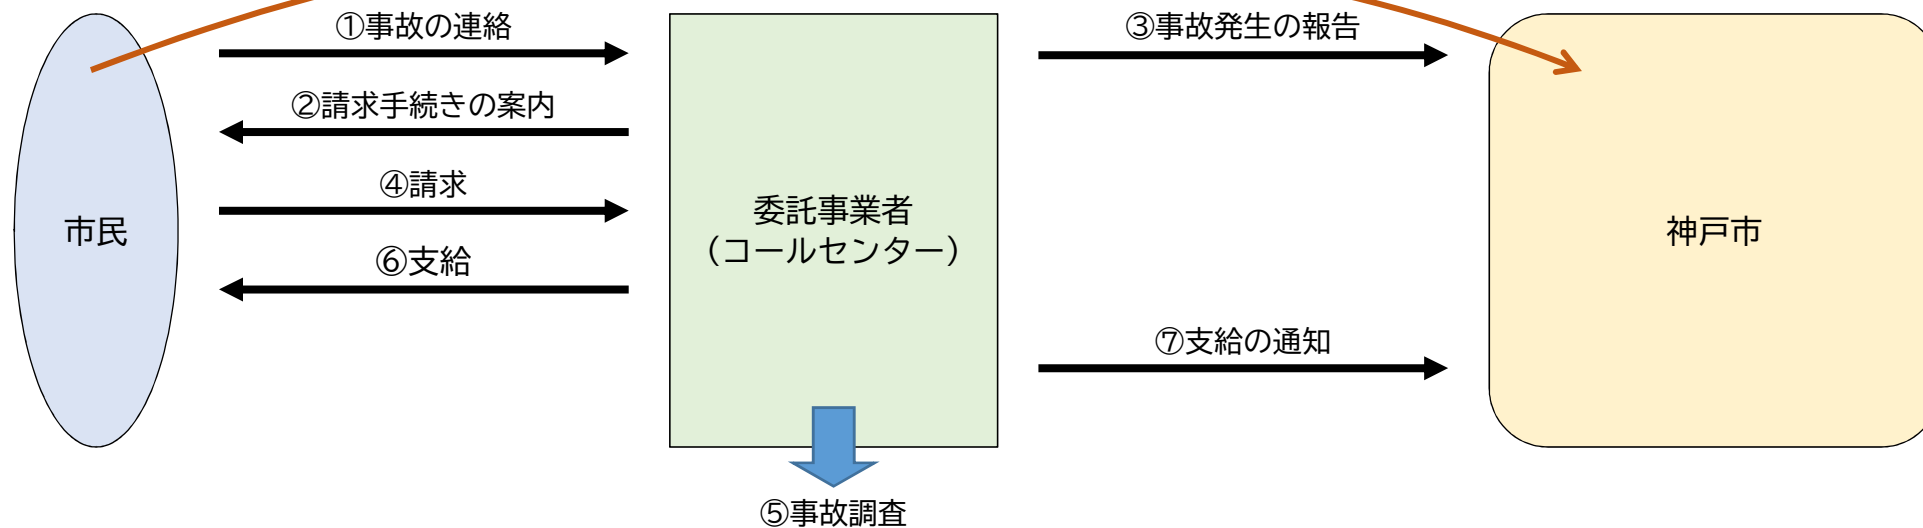 ①事故の連絡
③事故発生の報告
②請求手続きの案内
④請求
市民
委託事業者
（コールセンター）
神戸市
⑥支給
⑦支給の通知
⑤事故調査